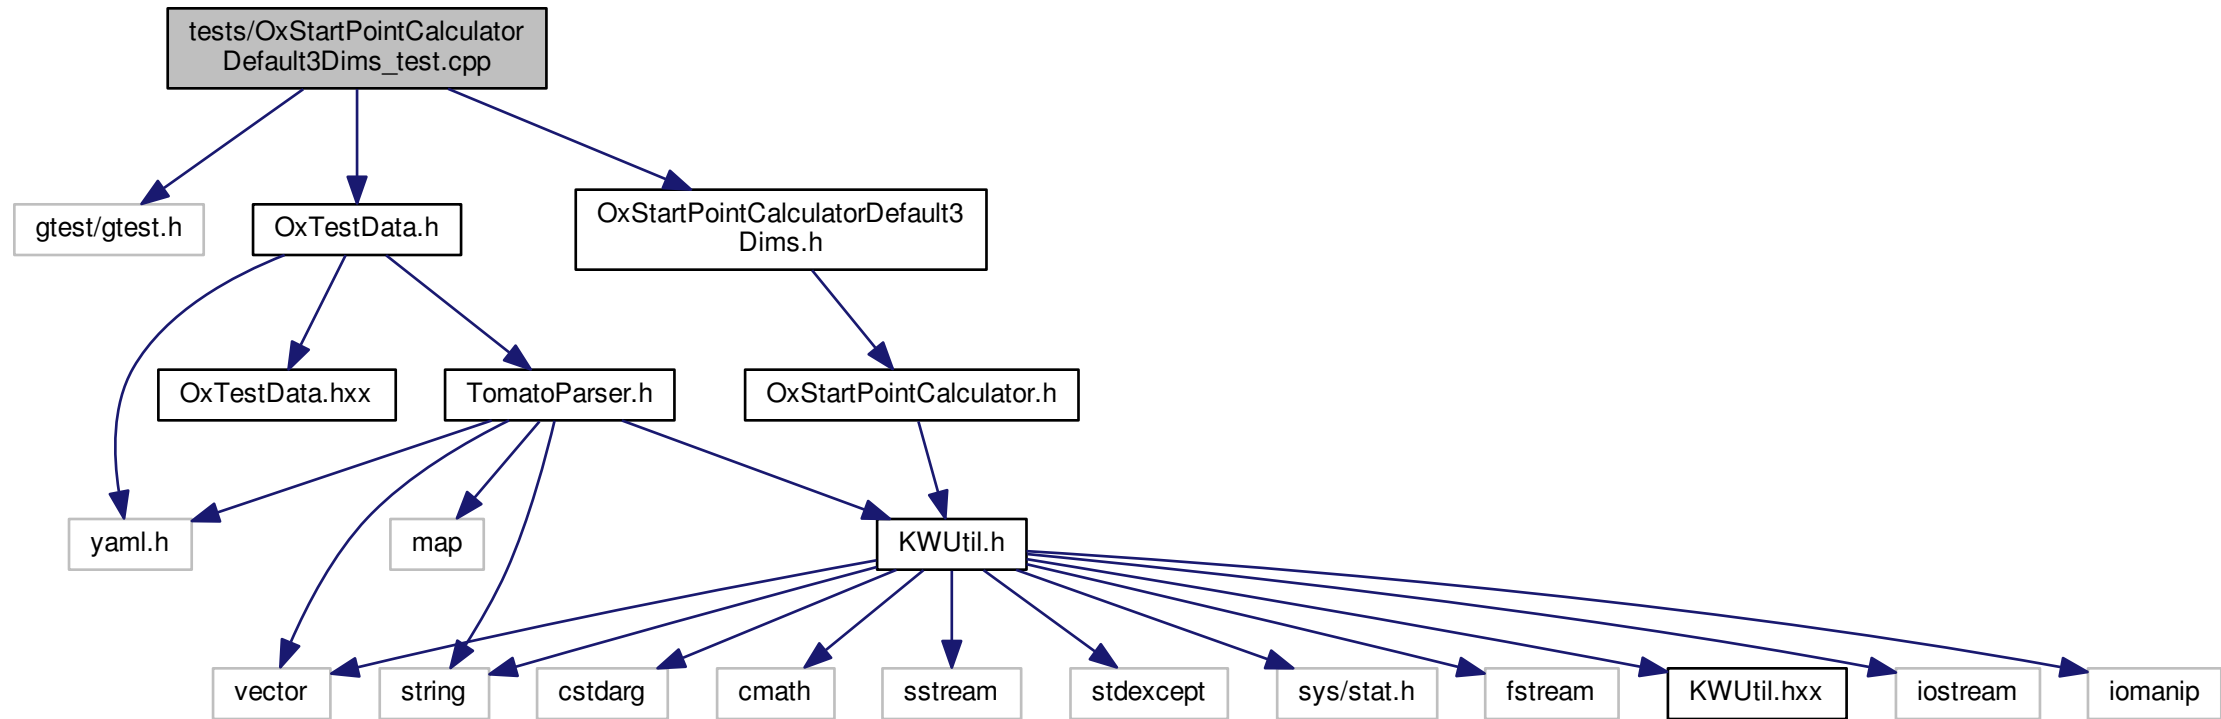 tests/OxStartPointCalculator
Default3Dims_test.cpp
gtest/gtest.h
OxTestData.h
OxStartPointCalculatorDefault3
Dims.h
OxTestData.hxx
TomatoParser.h
OxStartPointCalculator.h
yaml.h
map
KWUtil.h
vector
string
cstdarg
cmath
sstream
stdexcept
sys/stat.h
fstream
KWUtil.hxx
iostream
iomanip